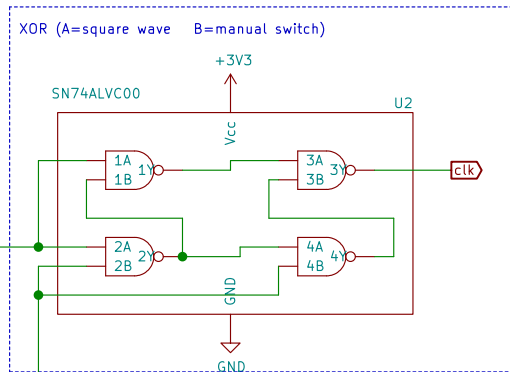 XOR (A=square wave   B=manual switch)
+3V3
SN74ALVC00
U2
Vcc
1A
1B
1Y
3A
3B
3Y
clk
2A
2B
2Y
4A
4B
4Y
GND
GND